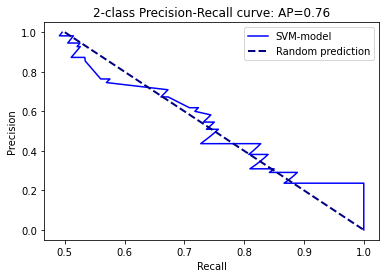 2-class Precision-Recall curve: AP=0.76
SVM-model
Random prediction
Precision
1.0
0.8
0.6
0.4
0.2
0.0
0.5 0.6 0.7 0.8 0.9 1.0
Recall